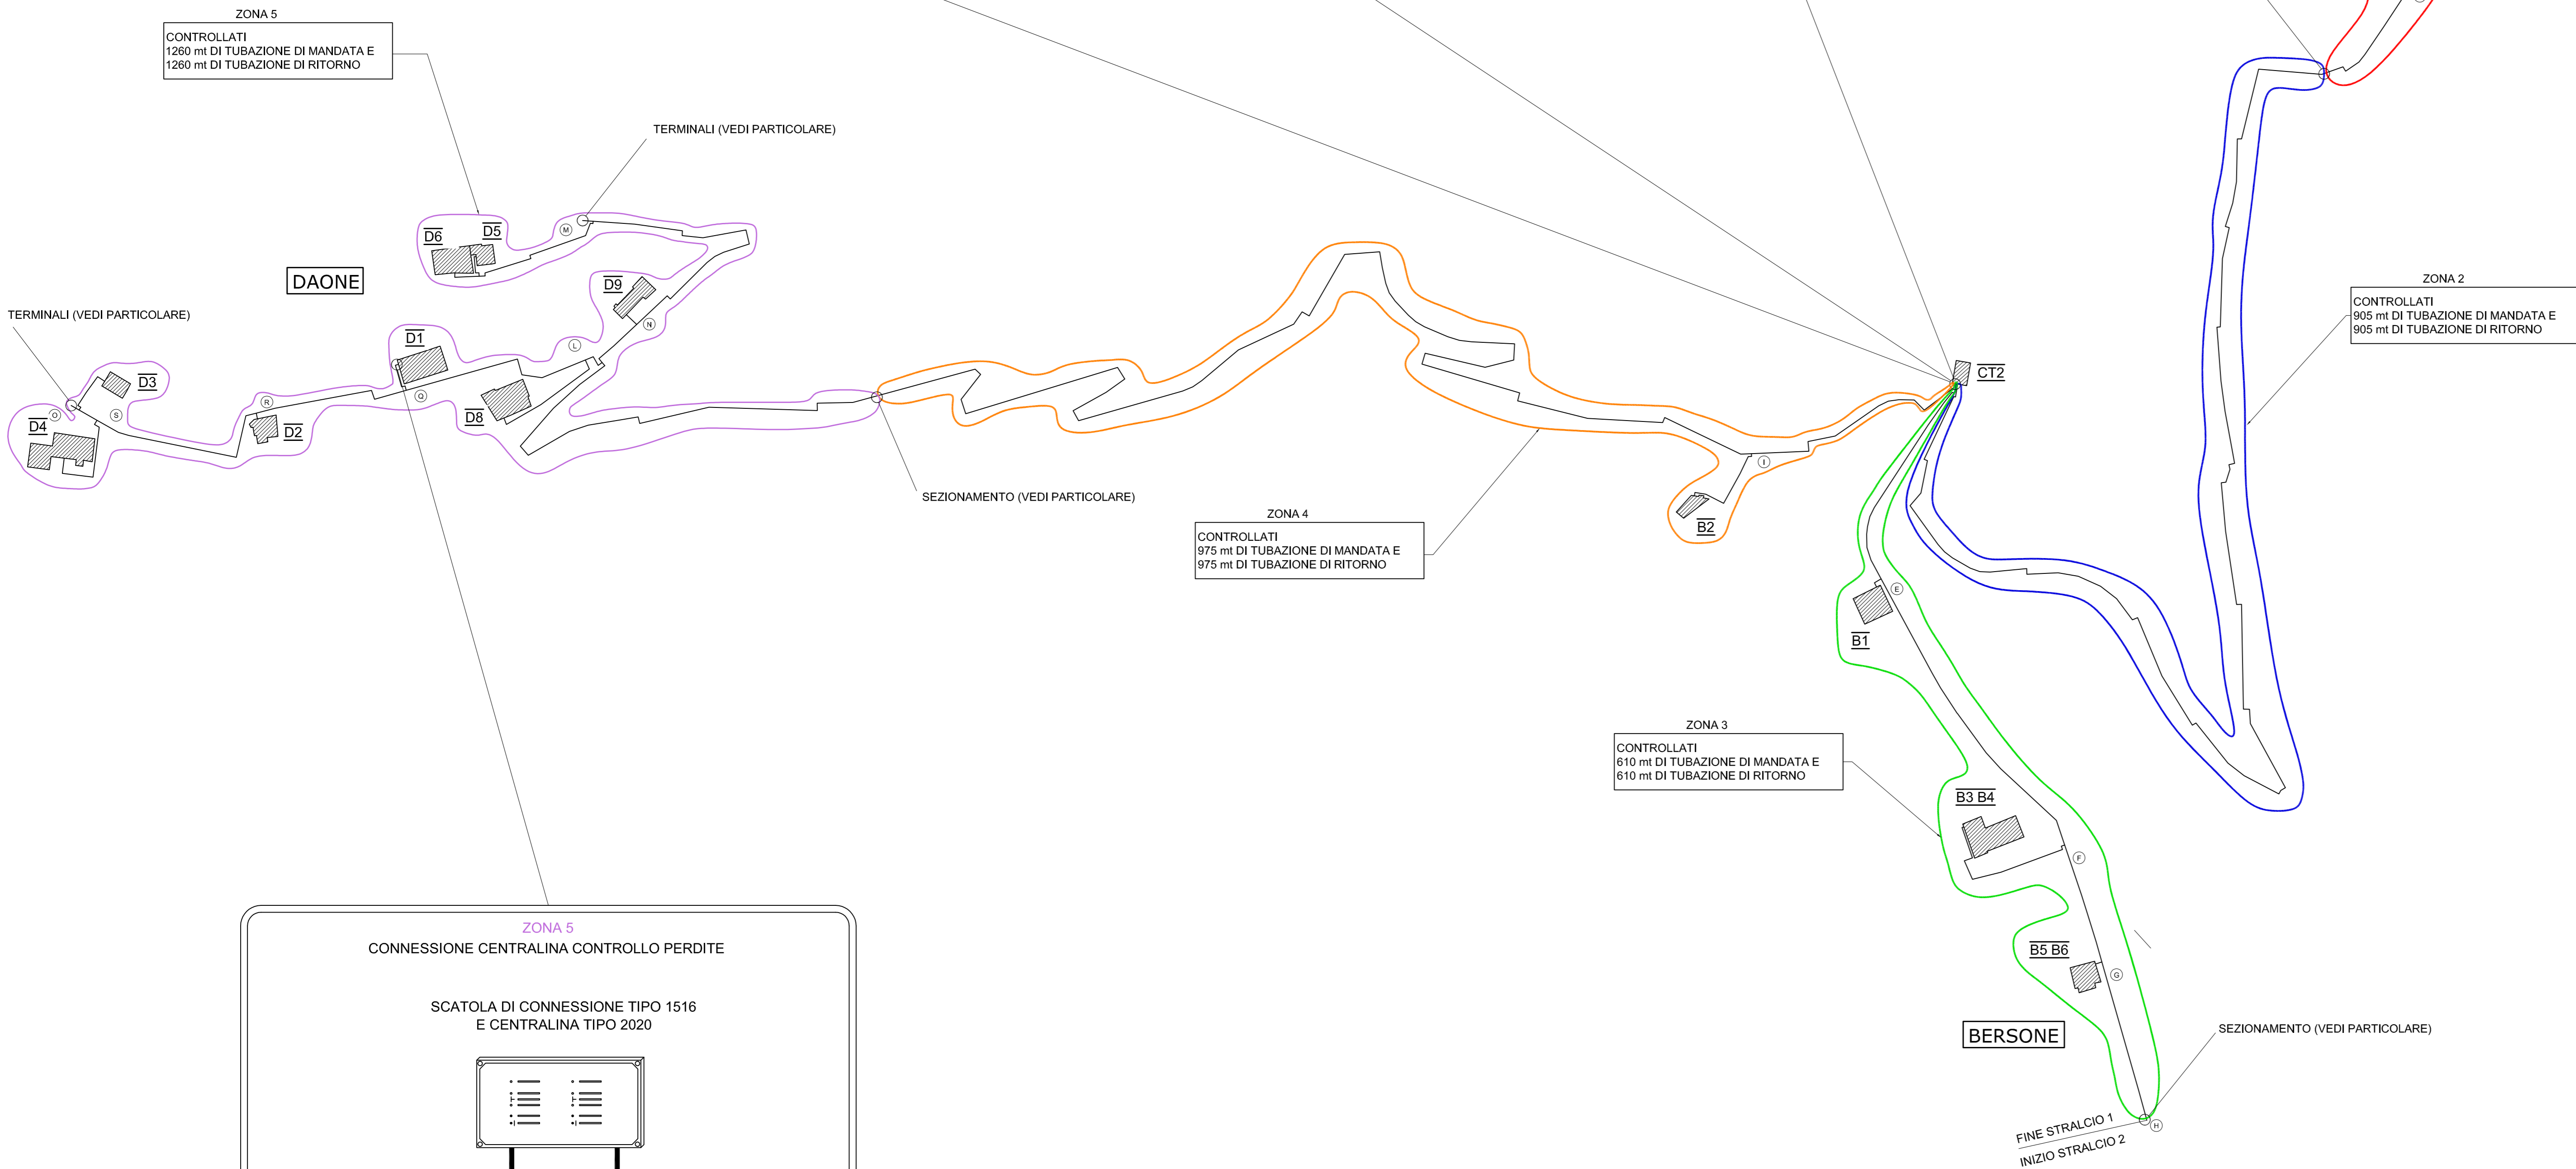 ZONA 5
CONTROLLATI
1260 mt DI TUBAZIONE DI MANDATA E
1260 mt DI TUBAZIONE DI RITORNO
TERMINALI (VEDI PARTICOLARE)
D6
D5
M
DAONE
D9
N
TERMINALI (VEDI PARTICOLARE)
D1
L
D3
D8
Q
R
O
S
D4
D2
SEZIONAMENTO (VEDI PARTICOLARE)
ZONA 4
CONTROLLATI
975 mt DI TUBAZIONE DI MANDATA E
975 mt DI TUBAZIONE DI RITORNO
I
B2
CT2
ZONA 2
CONTROLLATI
905 mt DI TUBAZIONE DI MANDATA E
905 mt DI TUBAZIONE DI RITORNO
E
B1
ZONA 3
CONTROLLATI
610 mt DI TUBAZIONE DI MANDATA E
610 mt DI TUBAZIONE DI RITORNO
B3 B4
F
B5 B6
G
BERSONE
SEZIONAMENTO (VEDI PARTICOLARE)
H
FINE STRALCIO 1
INIZIO STRALCIO 2
ZONA 5
CONNESSIONE CENTRALINA CONTROLLO PERDITE
SCATOLA DI CONNESSIONE TIPO 1516
E CENTRALINA TIPO 2020